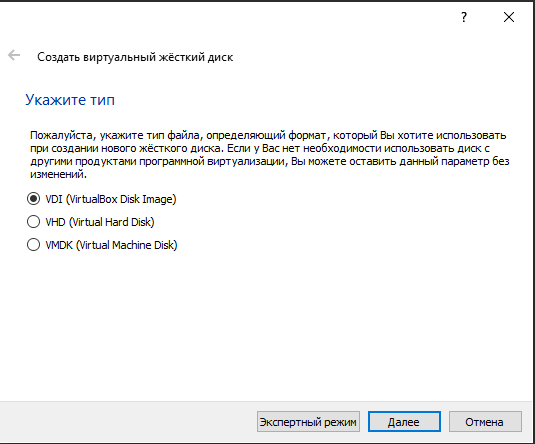 ?
Создать виртуальный жёсткий диск
Укажите тип
Пожалуйста, укажите тип файла, определяющий формат, который Вы хотите использовать
при создании нового жёсткого диска. Если у Вас нет необходимости использовать диск с
другими продуктами программной виртуализации, Вы можете оставить данный параметр без
изменений.
VDI (VirtualBox Disk Image)
VHD (Virtual Hard Disk)
VMDK (Virtual Machine Disk)
Экспертный режим Далее Отмена